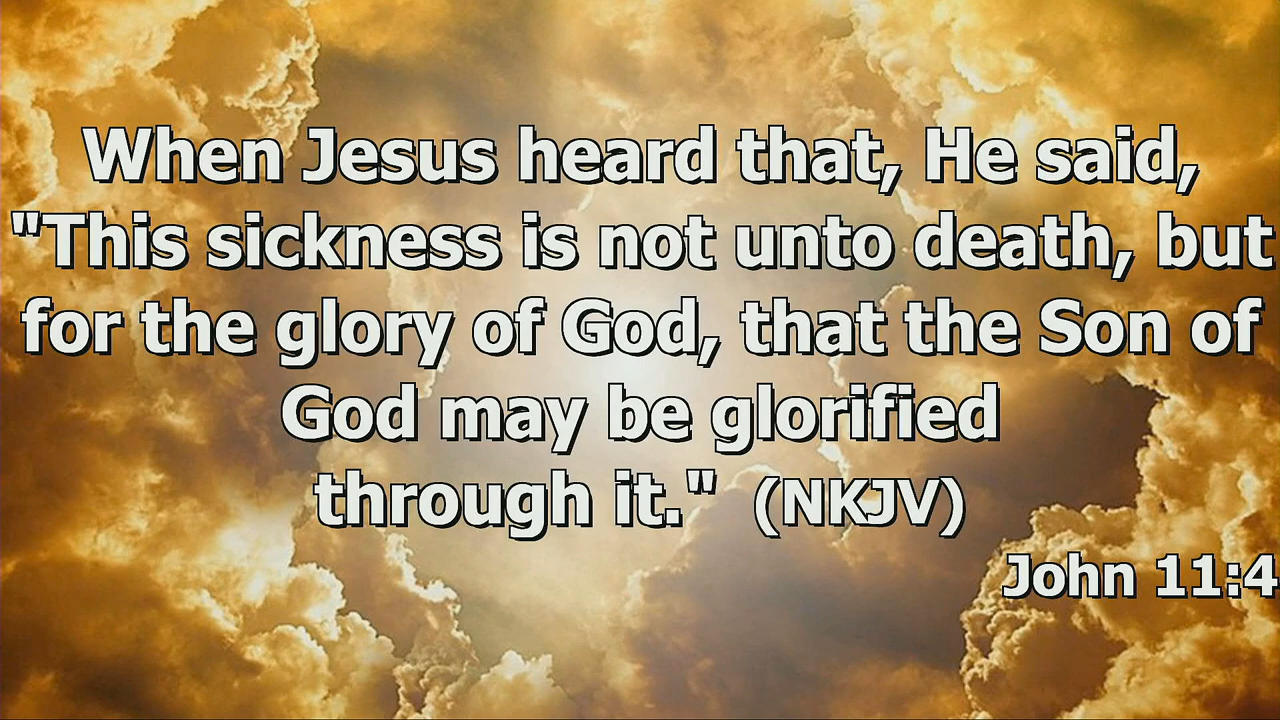 When Jesus heard that, He said,
"This sickness is not unto death, but
for the glory of God, that the Son of
God may be glorified
through it." (NKJV)
John 11:4